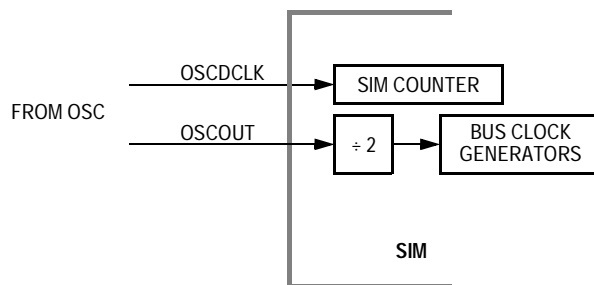 OSCDCLK
SIM COUNTER
FROM OSC
OSCOUT
÷ 2
BUS CLOCK
GENERATORS
SIM